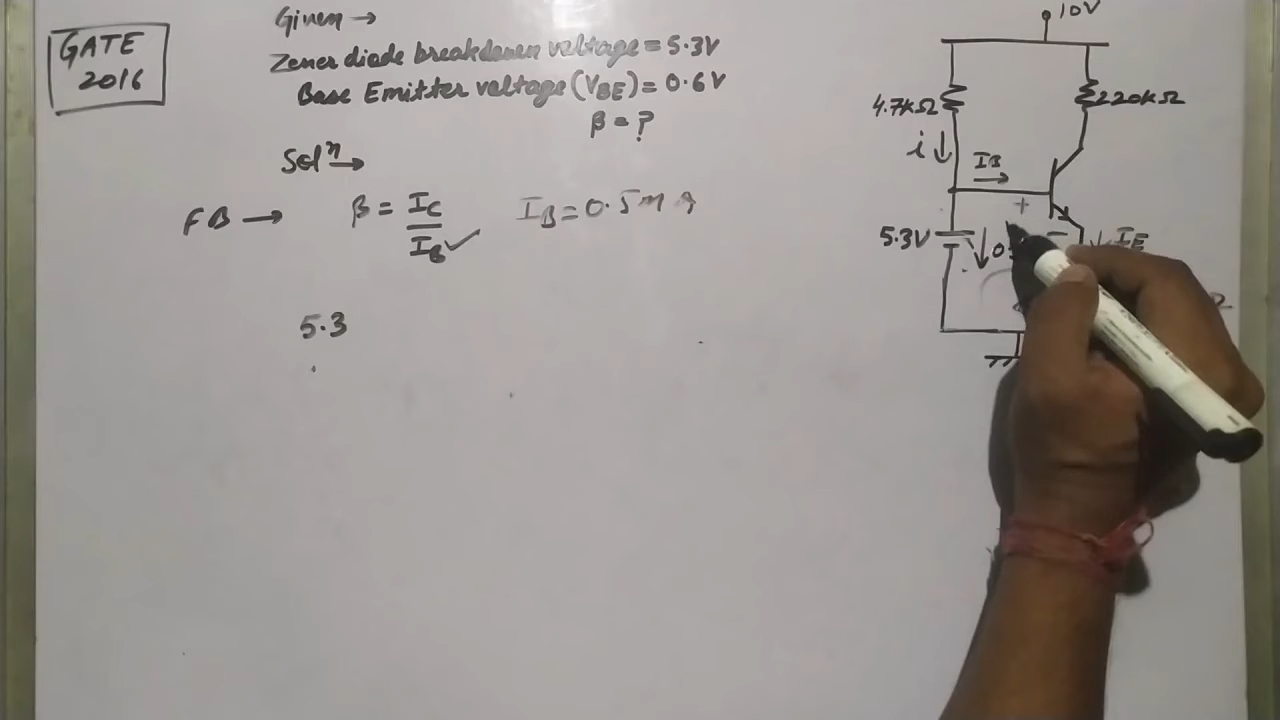 GATE
2016
Given →
Zener diode breakdown voltage = 5.3V
Base Emitter voltage (VBE) = 0.6V
β = ?
Solⁿ →
FB → β = IC/IB ✓ IB = 0.5mA
5.3
10V
4.7kΩ
220kΩ
i ↓
IB →
+
5.3V
-
↓ IE